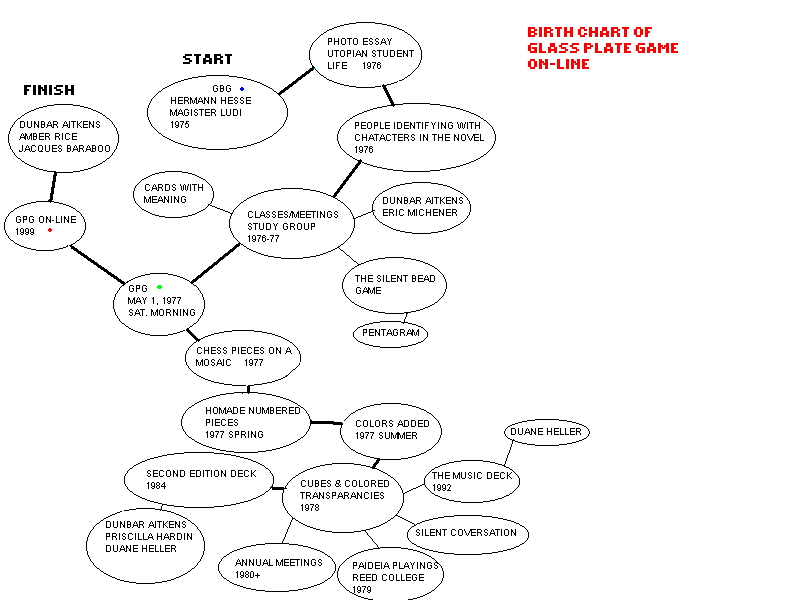 BIRTH CHART OF
GLASS PLATE GAME
ON-LINE
START
GBG
HERMANN HESSE
MAGISTER LUDI
1975
PHOTO ESSAY
UTOPIAN STUDENT
LIFE 1976
PEOPLE IDENTIFYING WITH
CHATACTERS IN THE NOVEL
1976
FINISH
DUNBAR AITKENS
AMBER RICE
JACQUES BARABOO
CARDS WITH
MEANING
CLASSES/MEETINGS
STUDY GROUP
1976-77
DUNBAR AITKENS
ERIC MICHENER
GPG ON-LINE
1999
THE SILENT BEAD
GAME
PENTAGRAM
GPG
MAY 1, 1977
SAT. MORNING
CHESS PIECES ON A
MOSAIC 1977
HOMADE NUMBERED
PIECES
1977 SPRING
COLORS ADDED
1977 SUMMER
DUANE HELLER
SECOND EDITION DECK
1984
CUBES & COLORED
TRANSPARANCIES
1978
THE MUSIC DECK
1992
DUNBAR AITKENS
PRISCILLA HARDIN
DUANE HELLER
SILENT COVERSATION
ANNUAL MEETINGS
1980+
PAIDEIA PLAYINGS
REED COLLEGE
1979